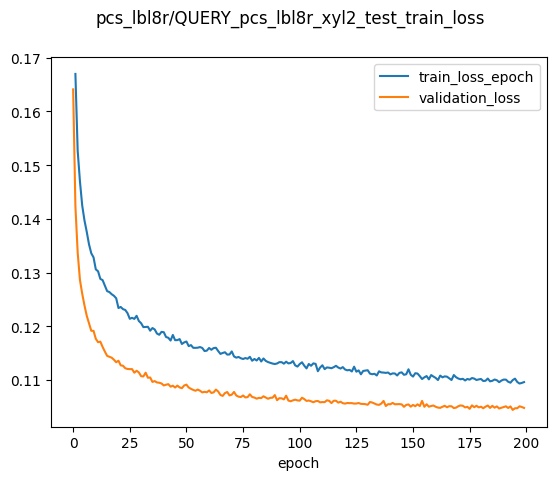 pcs_lbl8r/QUERY_pcs_lbl8r_xyl2_test_train_loss
train_loss_epoch
validation_loss
0.17
0.16
0.15
0.14
0.13
0.12
0.11
0 25 50 75 100 125 150 175 200
epoch